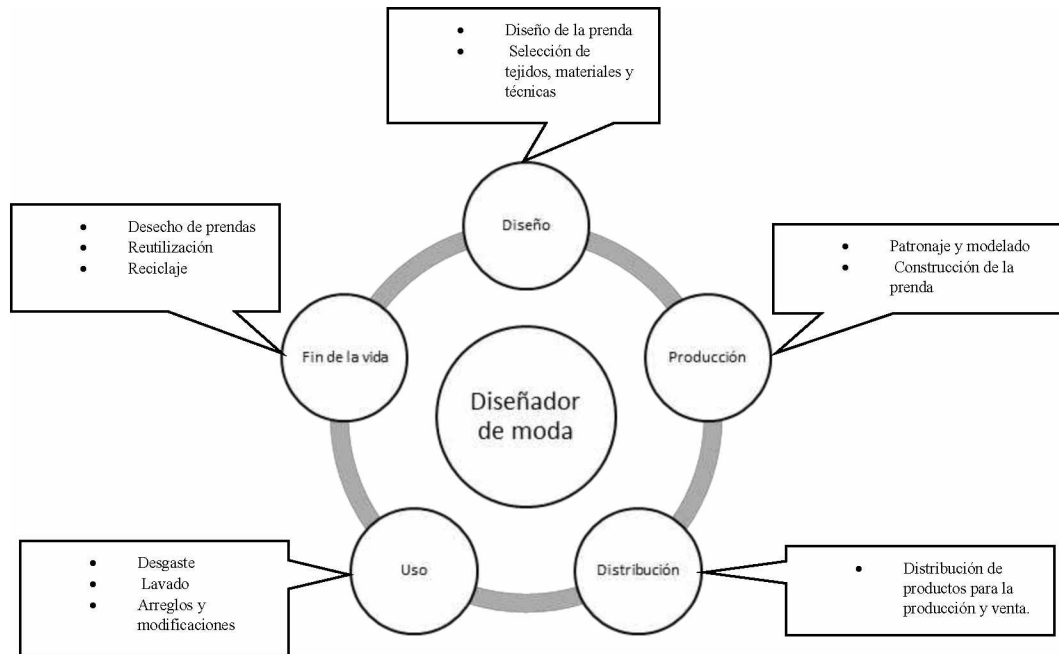 • Diseño de la prenda
• Selección de
tejidos, materiales y
técnicas
Diseño
• Desecho de prendas
• Reutilización
• Reciclaje
• Patronaje y modelado
• Construcción de la
prenda
Fin de la vida
Producción
Diseñador
de moda
• Desgaste
• Lavado
• Arreglos y
modificaciones
Uso
Distribución
• Distribución de
productos para la
producción y venta.